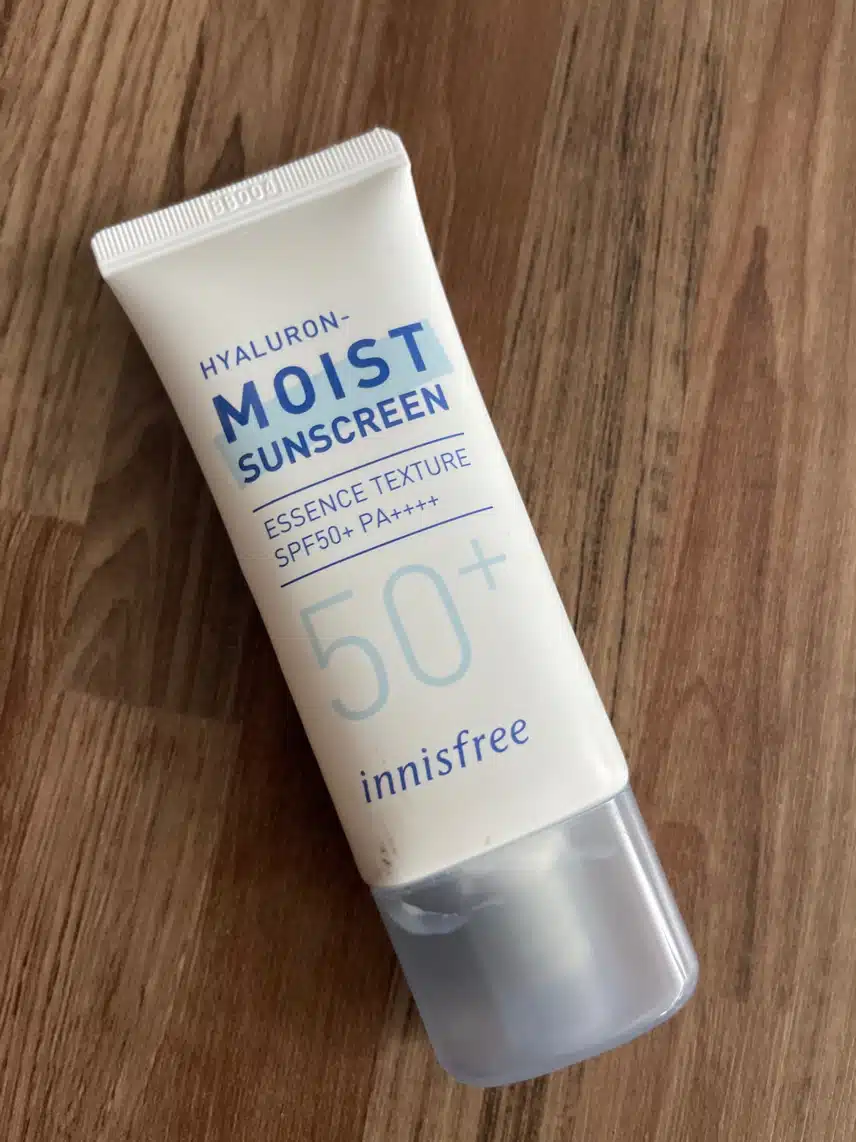 HYALURON-
MOIST
SUNSCREEN
ESSENCE TEXTURE
SPF50+ PA++++
50+
innisfree